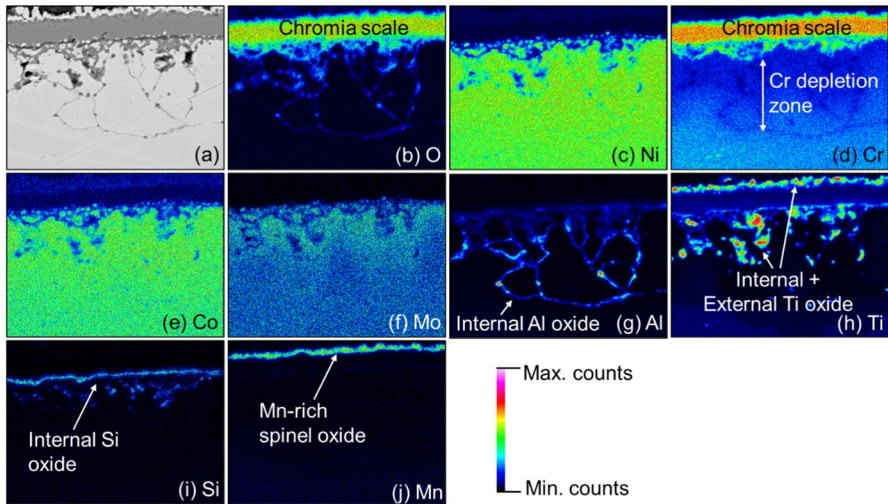 (a)
Chromia scale
(b) O
(c) Ni
Chromia scale
Cr depletion
zone
(d) Cr
(e) Co
(f) Mo
Internal Al oxide
(g) Al
Internal +
External Ti oxide
(h) Ti
Internal Si
oxide
(i) Si
Mn-rich
spinel oxide
(j) Mn
Max. counts
Min. counts